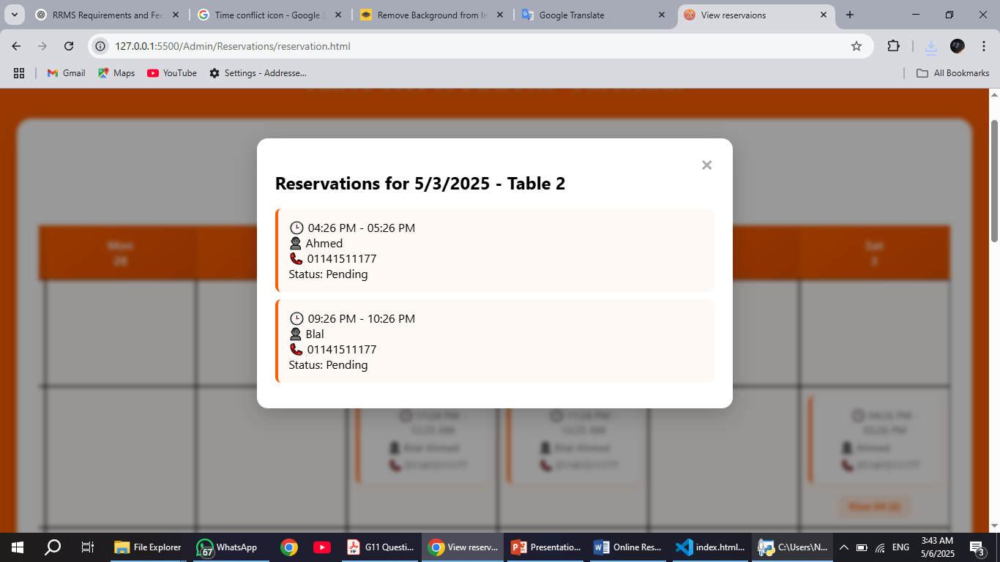 RRMS Requirements and Fee
Time conflict icon - Google S
Remove Background from Im
Google Translate
View reservaions
127.0.0.1:5500/Admin/Reservations/reservation.html
Gmail
Maps
YouTube
Settings - Addresse...
All Bookmarks
Reservations for 5/3/2025 - Table 2
04:26 PM - 05:26 PM
Ahmed
01141511177
Status: Pending
09:26 PM - 10:26 PM
Blal
01141511177
Status: Pending
Mon
28
Sat
3
11:24 PM -
12:25 AM
Bilal Ahmed
01141511177
11:24 PM -
12:25 AM
Bilal Ahmed
01141511177
04:26 PM -
05:26 PM
Ahmed
01141511177
View All (2)
File Explorer
67
WhatsApp
G11 Questi...
View reserv...
Presentatio...
Online Res...
index.html...
C:\Users\N...
ENG
3:43 AM
5/6/2025
3